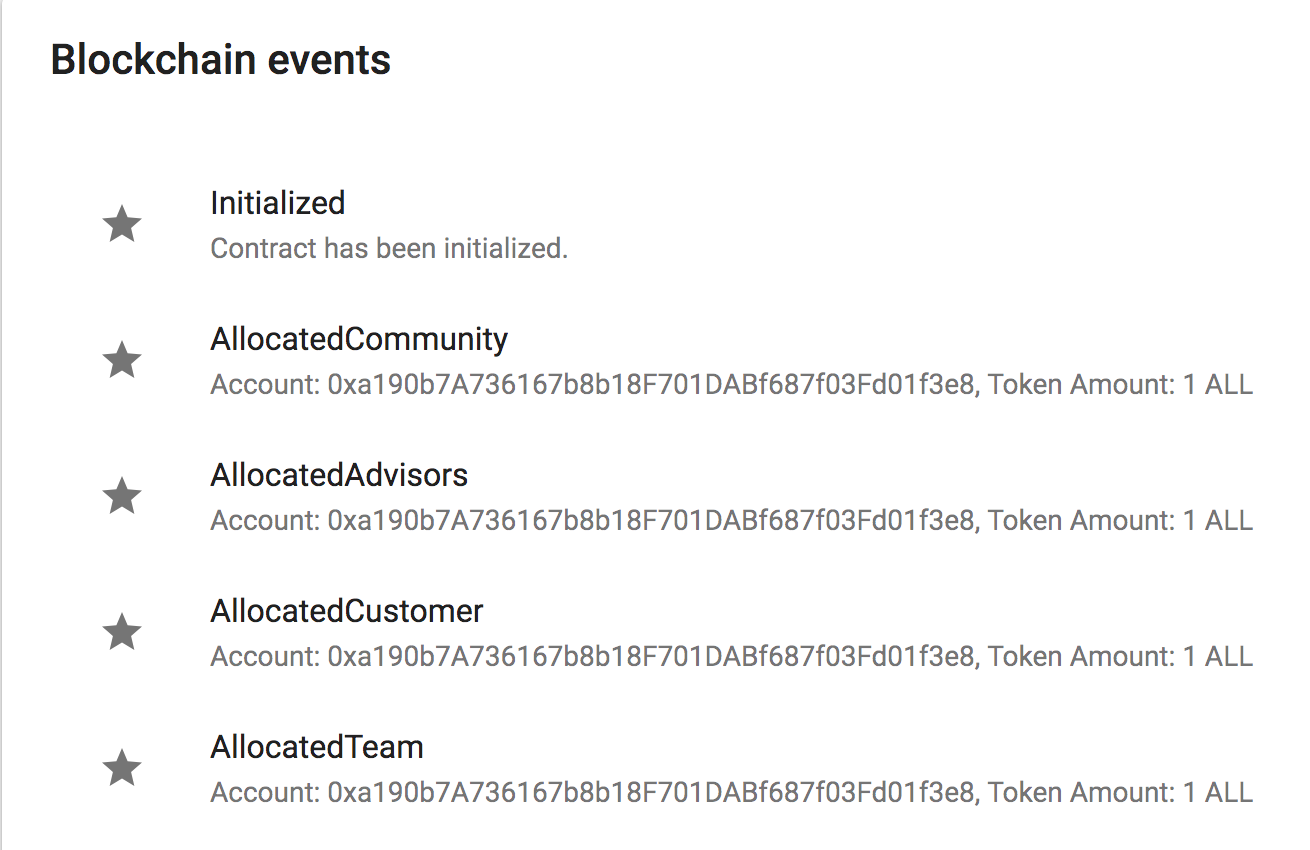 Blockchain events
Initialized
Contract has been initialized.
AllocatedCommunity
Account: 0xa190b7A736167b8b18F701DABf687f03Fd01f3e8, Token Amount: 1 ALL
AllocatedAdvisors
Account: 0xa190b7A736167b8b18F701DABf687f03Fd01f3e8, Token Amount: 1 ALL
AllocatedCustomer
Account: 0xa190b7A736167b8b18F701DABf687f03Fd01f3e8, Token Amount: 1 ALL
AllocatedTeam
Account: 0xa190b7A736167b8b18F701DABf687f03Fd01f3e8, Token Amount: 1 ALL